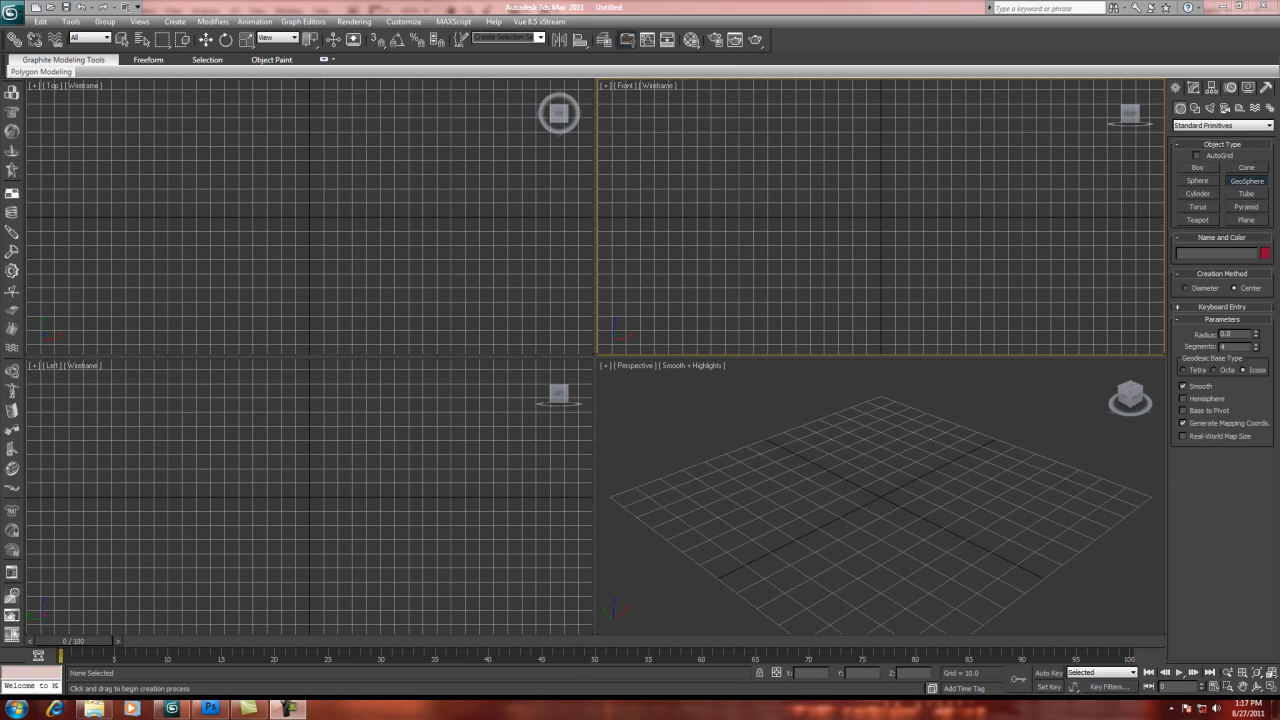 Autodesk 3ds Max 2011 Untitled
Type a keyword or phrase
Edit Tools Group Views Create Modifiers Animation Graph Editors Rendering Customize MAXScript Help Vue 8.5 xStream
All View Create Selection Se
Graphite Modeling Tools Freeform Selection Object Paint
Polygon Modeling
[ + ] [ Top ] [ Wireframe ]
[ + ] [ Front ] [ Wireframe ]
[ + ] [ Left ] [ Wireframe ]
[ + ] [ Perspective ] [ Smooth + Highlights ]
Standard Primitives
- Object Type
AutoGrid
Box Cone
Sphere GeoSphere
Cylinder Tube
Torus Pyramid
Teapot Plane
- Name and Color
- Creation Method
Diameter Center
+ Keyboard Entry
- Parameters
Radius: 0.0
Segments: 4
Geodesic Base Type
Tetra Octa Icosa
Smooth
Hemisphere
Base to Pivot
Generate Mapping Coords.
Real-World Map Size
< 0 / 100 >
0 5 10 15 20 25 30 35 40 45 50 55 60 65 70 75 80 85 90 95 100
None Selected X: Y: Z: Grid = 10.0 Auto Key Selected
Welcome to M Click and drag to begin creation process Add Time Tag Set Key Key Filters... 0
1:17 PM
8/27/2011